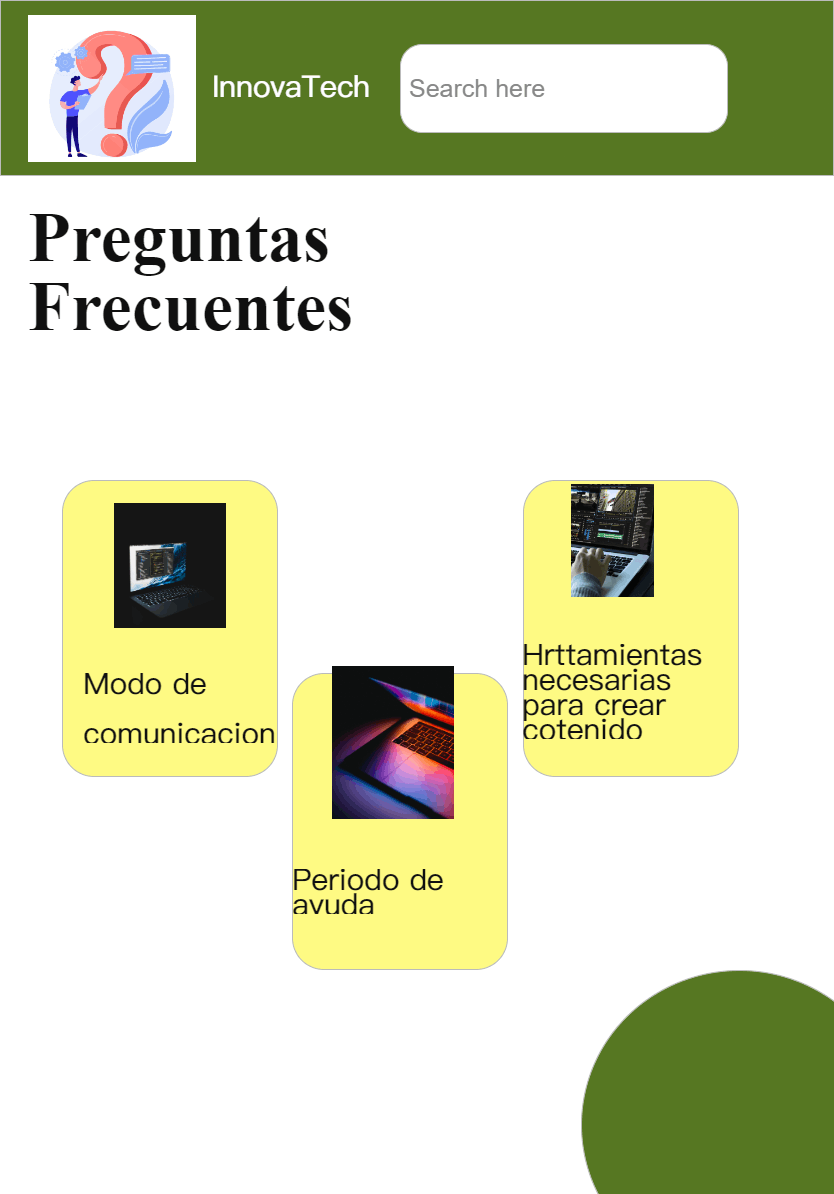 InnovaTech
Search here
Preguntas
Frecuentes
Modo de
comunicacion
Hrttamientas
necesarias
para crear
cotenido
Periodo de
ayuda